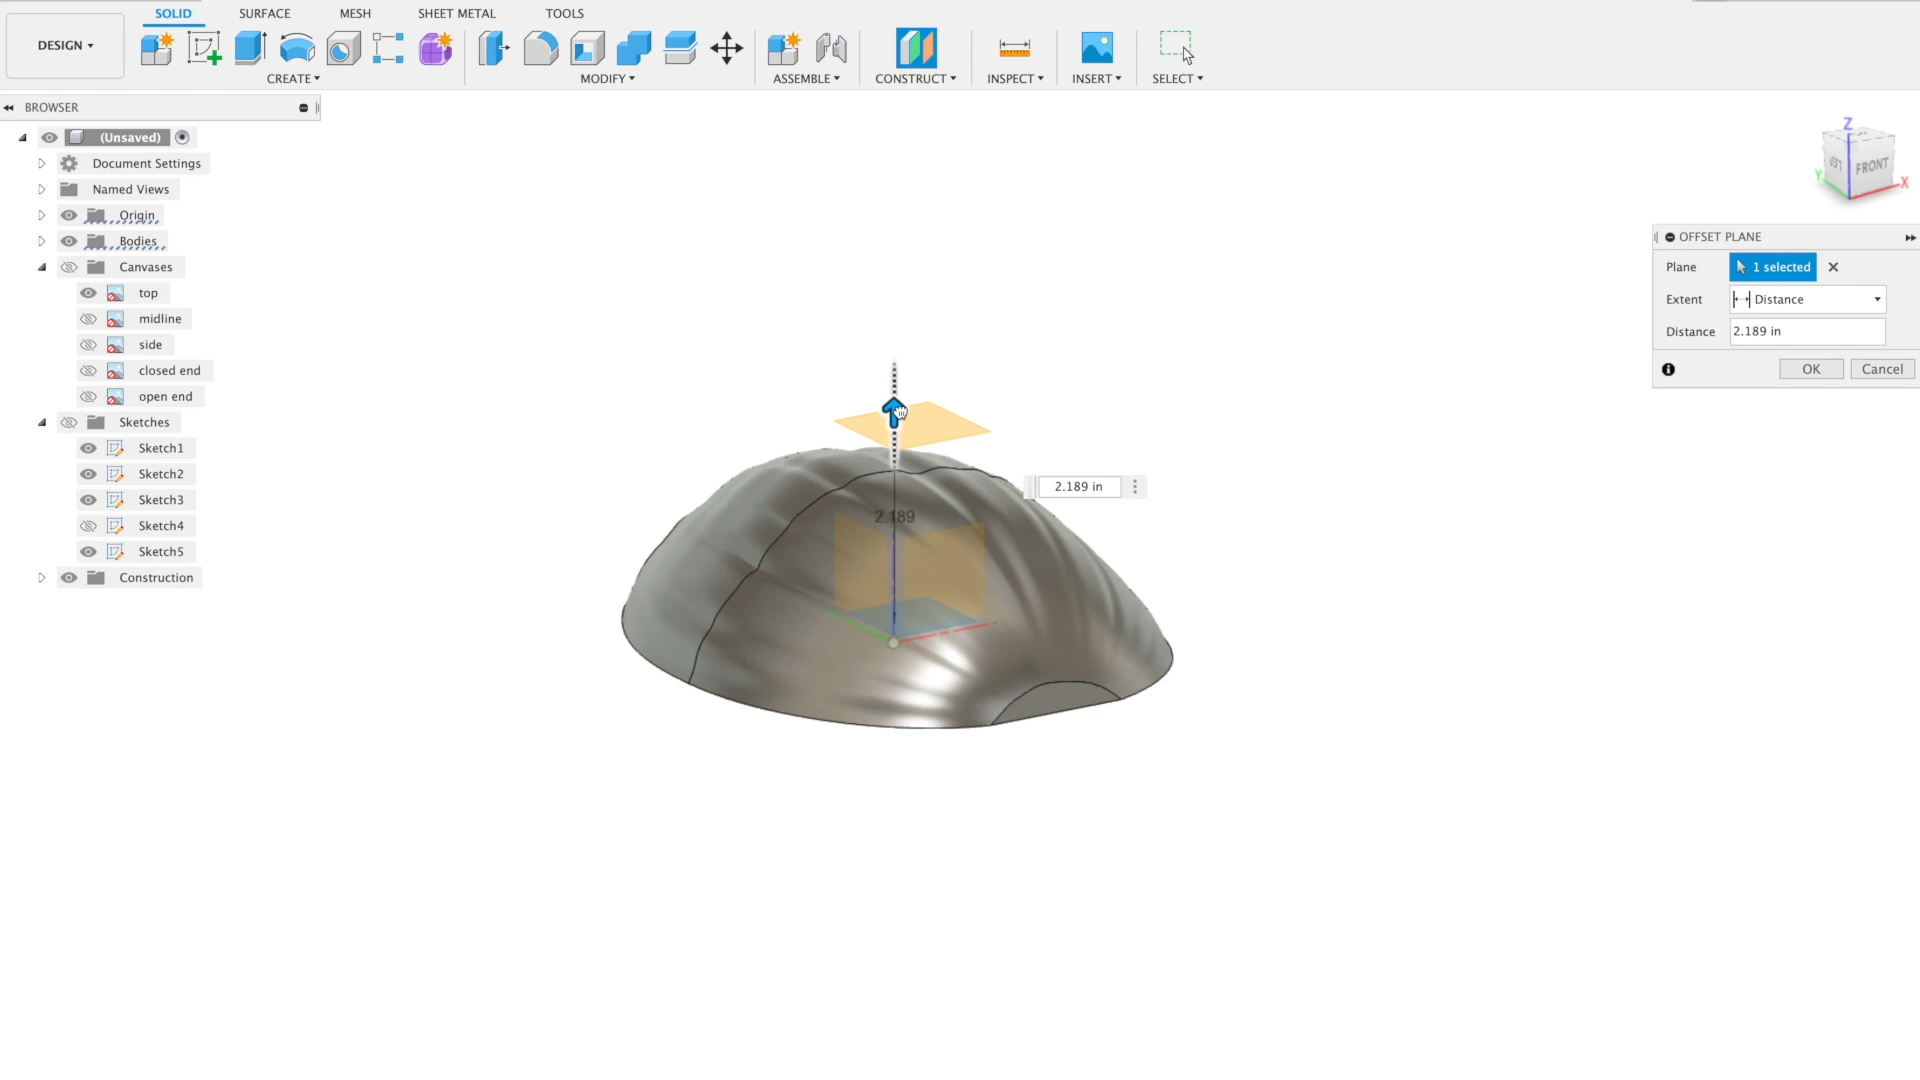 SOLID SURFACE MESH SHEET METAL TOOLS
DESIGN
CREATE MODIFY ASSEMBLE CONSTRUCT INSPECT INSERT SELECT
BROWSER
(Unsaved)
Document Settings
Named Views
Origin
Bodies
Canvases
top
midline
side
closed end
open end
Sketches
Sketch1
Sketch2
Sketch3
Sketch4
Sketch5
Construction
2.189
2.189 in
Z
FRONT
Y
X
OFFSET PLANE
Plane 1 selected
Extent Distance
Distance 2.189 in
OK Cancel